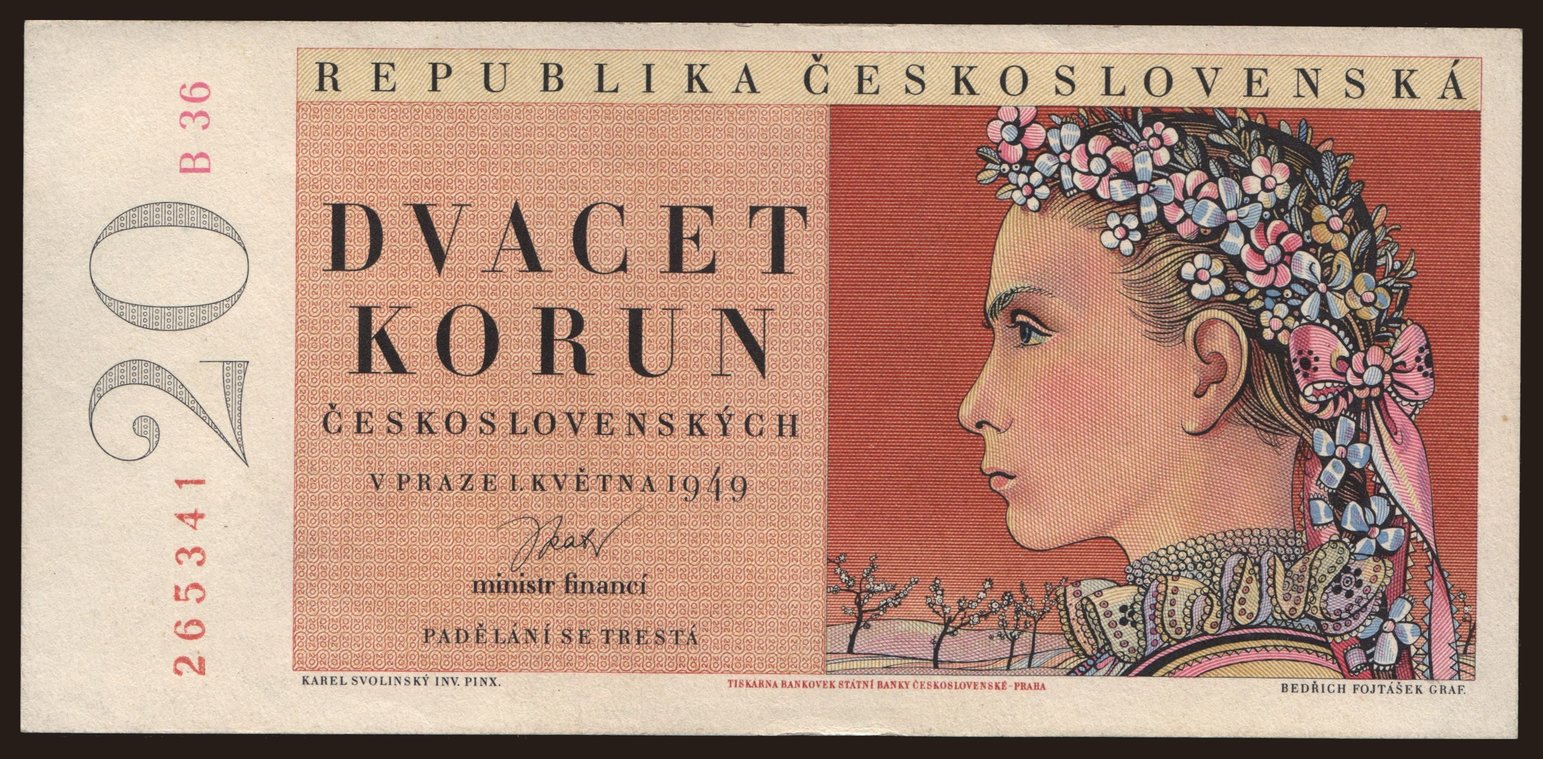 REPUBLIKA ČESKOSLOVENSKÁ
B 36
20
265341
DVACET
KORUN
ČESKOSLOVENSKÝCH
V PRAZE 1. KVĚTNA 1949
ministr financí
PADĚLÁNÍ SE TRESTÁ
KAREL SVOLINSKÝ INV. PINX.
TISKÁRNA BANKOVEK STÁTNÍ BANKY ČESKOSLOVENSKÉ - PRAHA
BEDŘICH FOJTÁŠEK GRAF.